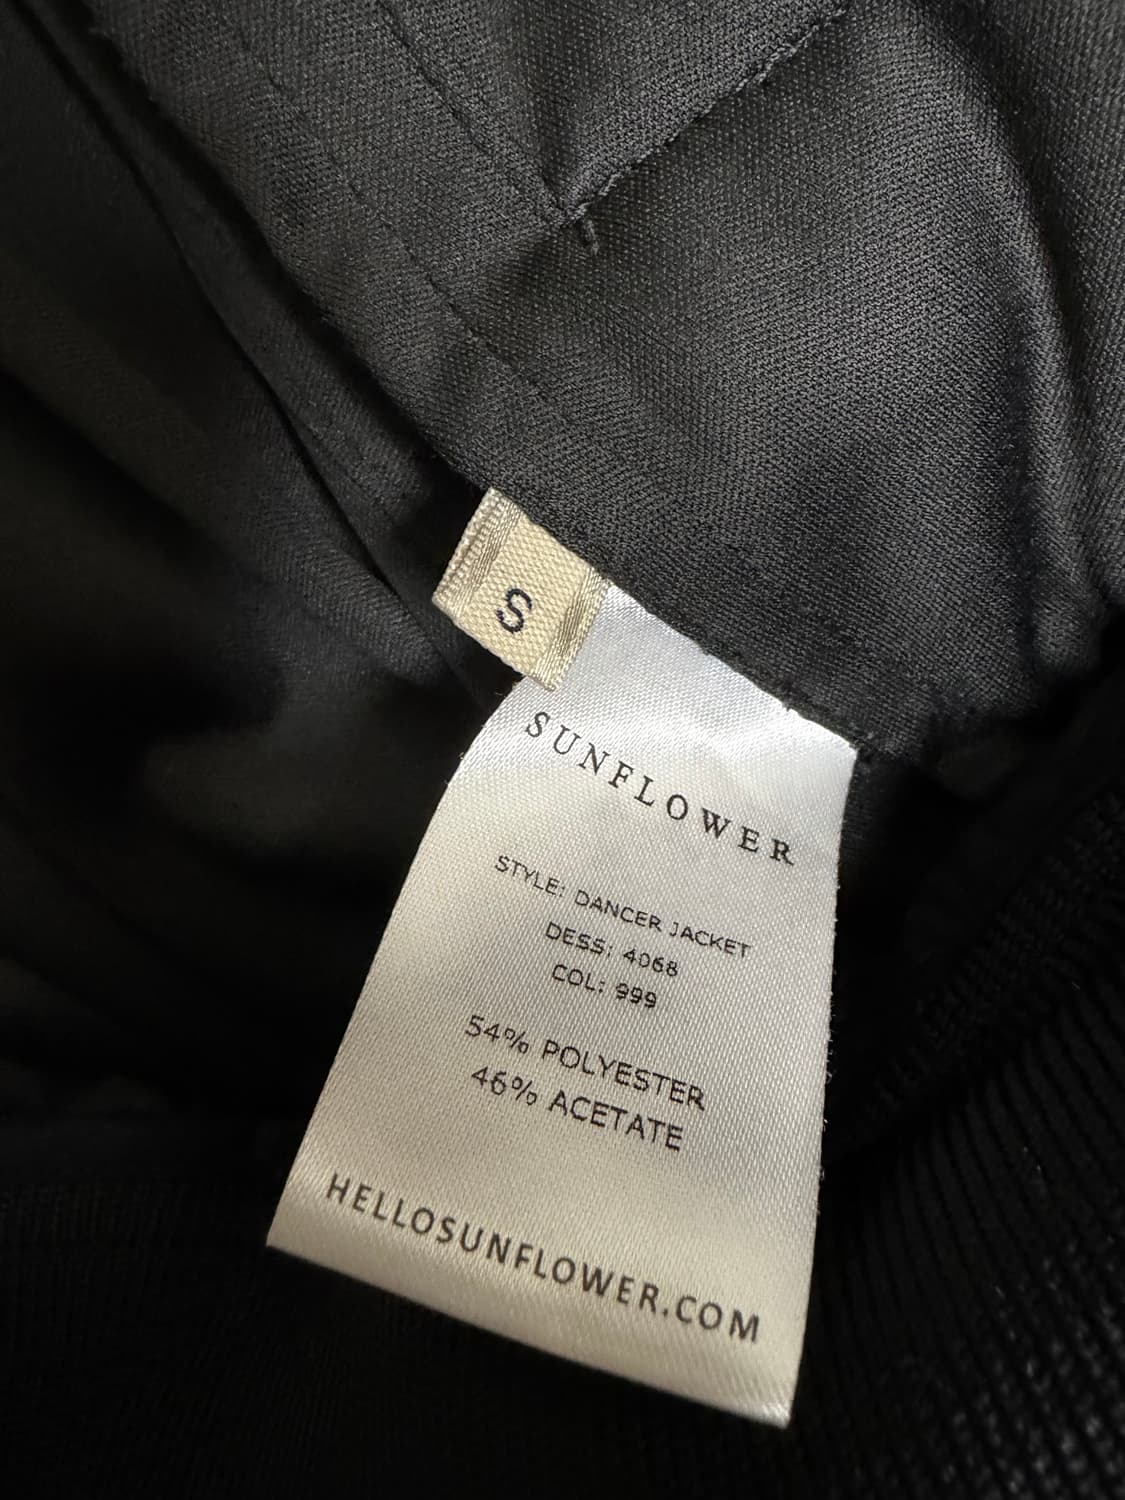 S
SUNFLOWER
STYLE: DANCER JACKET
DESS: 4068
COL: 999
54% POLYESTER
46% ACETATE
HELLOSUNFLOWER.COM